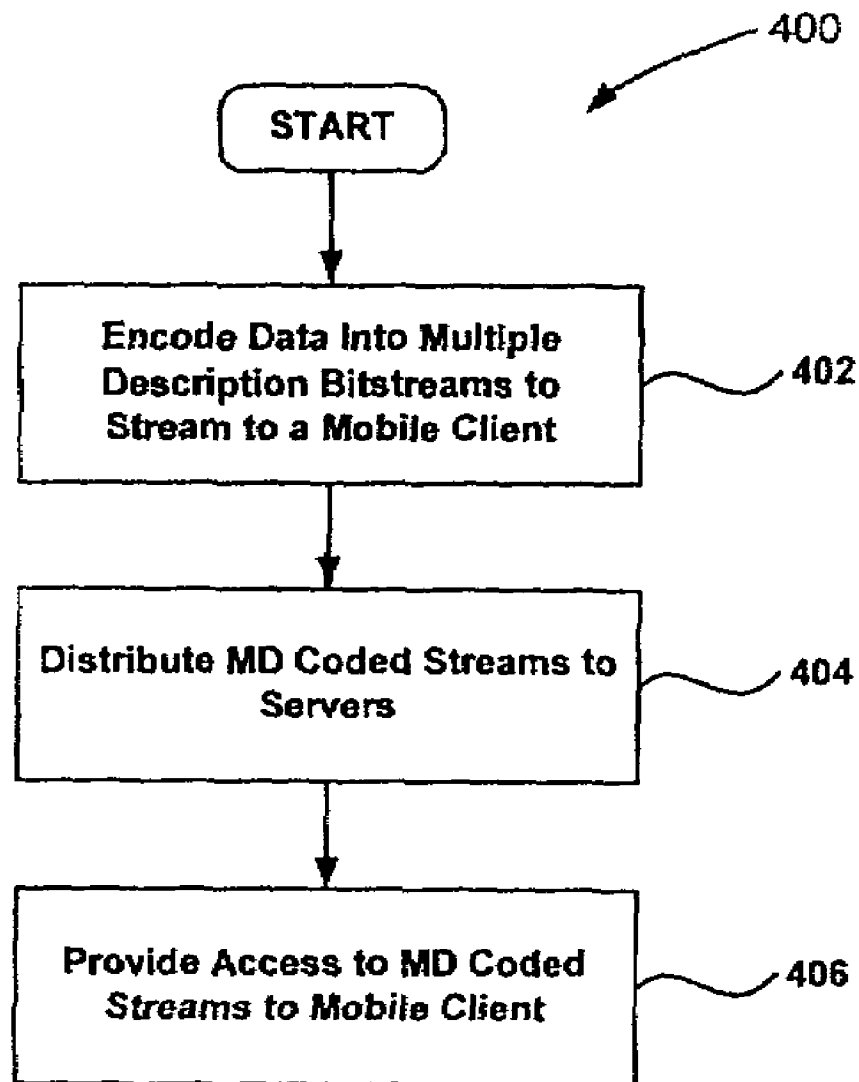 400
START
Encode Data Into Multiple
Description Bitstreams to
Stream to a Mobile Client
402
Distribute MD Coded Streams to
Servers
404
Provide Access to MD Coded
Streams to Mobile Client
406